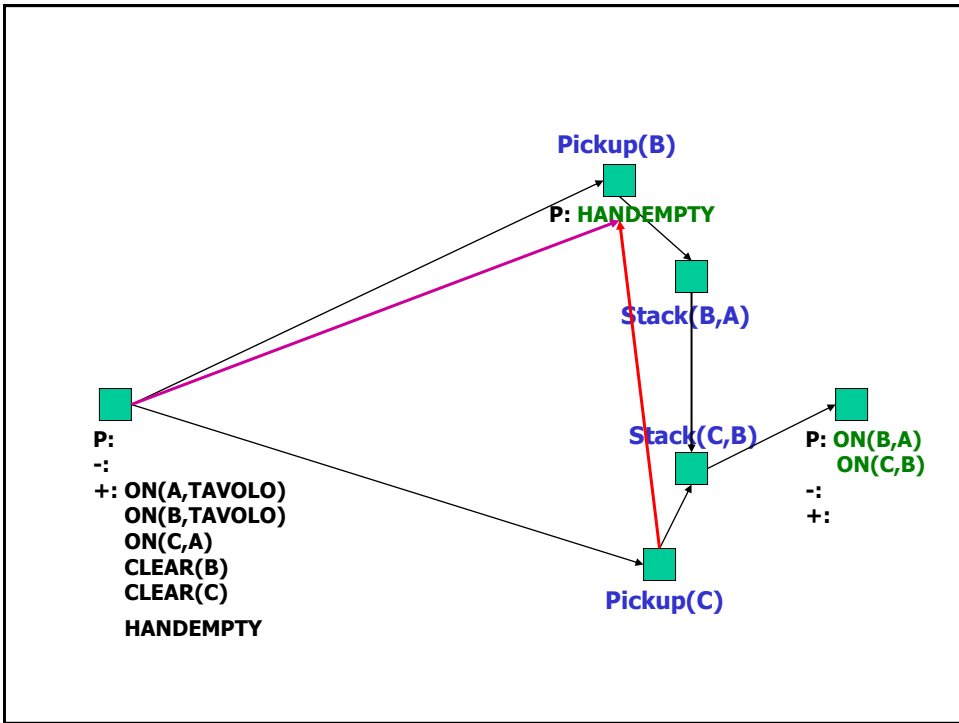 Pickup(B)
P: HANDEMPTY
Stack(B,A)
Stack(C,B)
P:
-:
+: ON(A,TAVOLO)
ON(B,TAVOLO)
ON(C,A)
CLEAR(B)
CLEAR(C)
HANDEMPTY
P: ON(B,A)
ON(C,B)
-:
+:
Pickup(C)